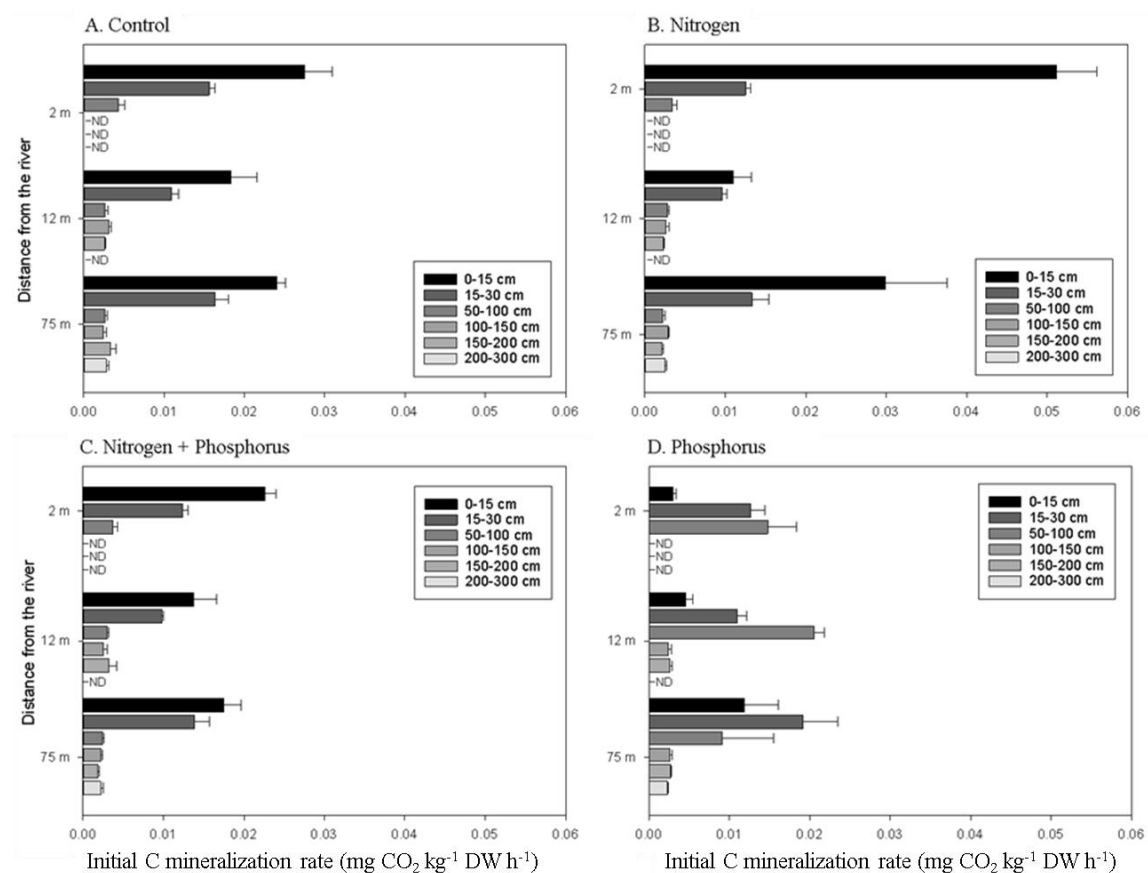 A. Control
Distance from the river
2 m
ND
ND
ND
12 m
ND
75 m
0-15 cm
15-30 cm
50-100 cm
100-150 cm
150-200 cm
200-300 cm
0.00 0.01 0.02 0.03 0.04 0.05 0.06
B. Nitrogen
2 m
ND
ND
ND
12 m
ND
75 m
0-15 cm
15-30 cm
50-100 cm
100-150 cm
150-200 cm
200-300 cm
0.00 0.01 0.02 0.03 0.04 0.05 0.06
C. Nitrogen + Phosphorus
Distance from the river
2 m
ND
ND
ND
12 m
ND
75 m
0-15 cm
15-30 cm
50-100 cm
100-150 cm
150-200 cm
200-300 cm
0.00 0.01 0.02 0.03 0.04 0.05 0.06
Initial C mineralization rate (mg CO₂ kg⁻¹ DW h⁻¹)
D. Phosphorus
2 m
ND
ND
ND
12 m
ND
75 m
0-15 cm
15-30 cm
50-100 cm
100-150 cm
150-200 cm
200-300 cm
0.00 0.01 0.02 0.03 0.04 0.05 0.06
Initial C mineralization rate (mg CO₂ kg⁻¹ DW h⁻¹)